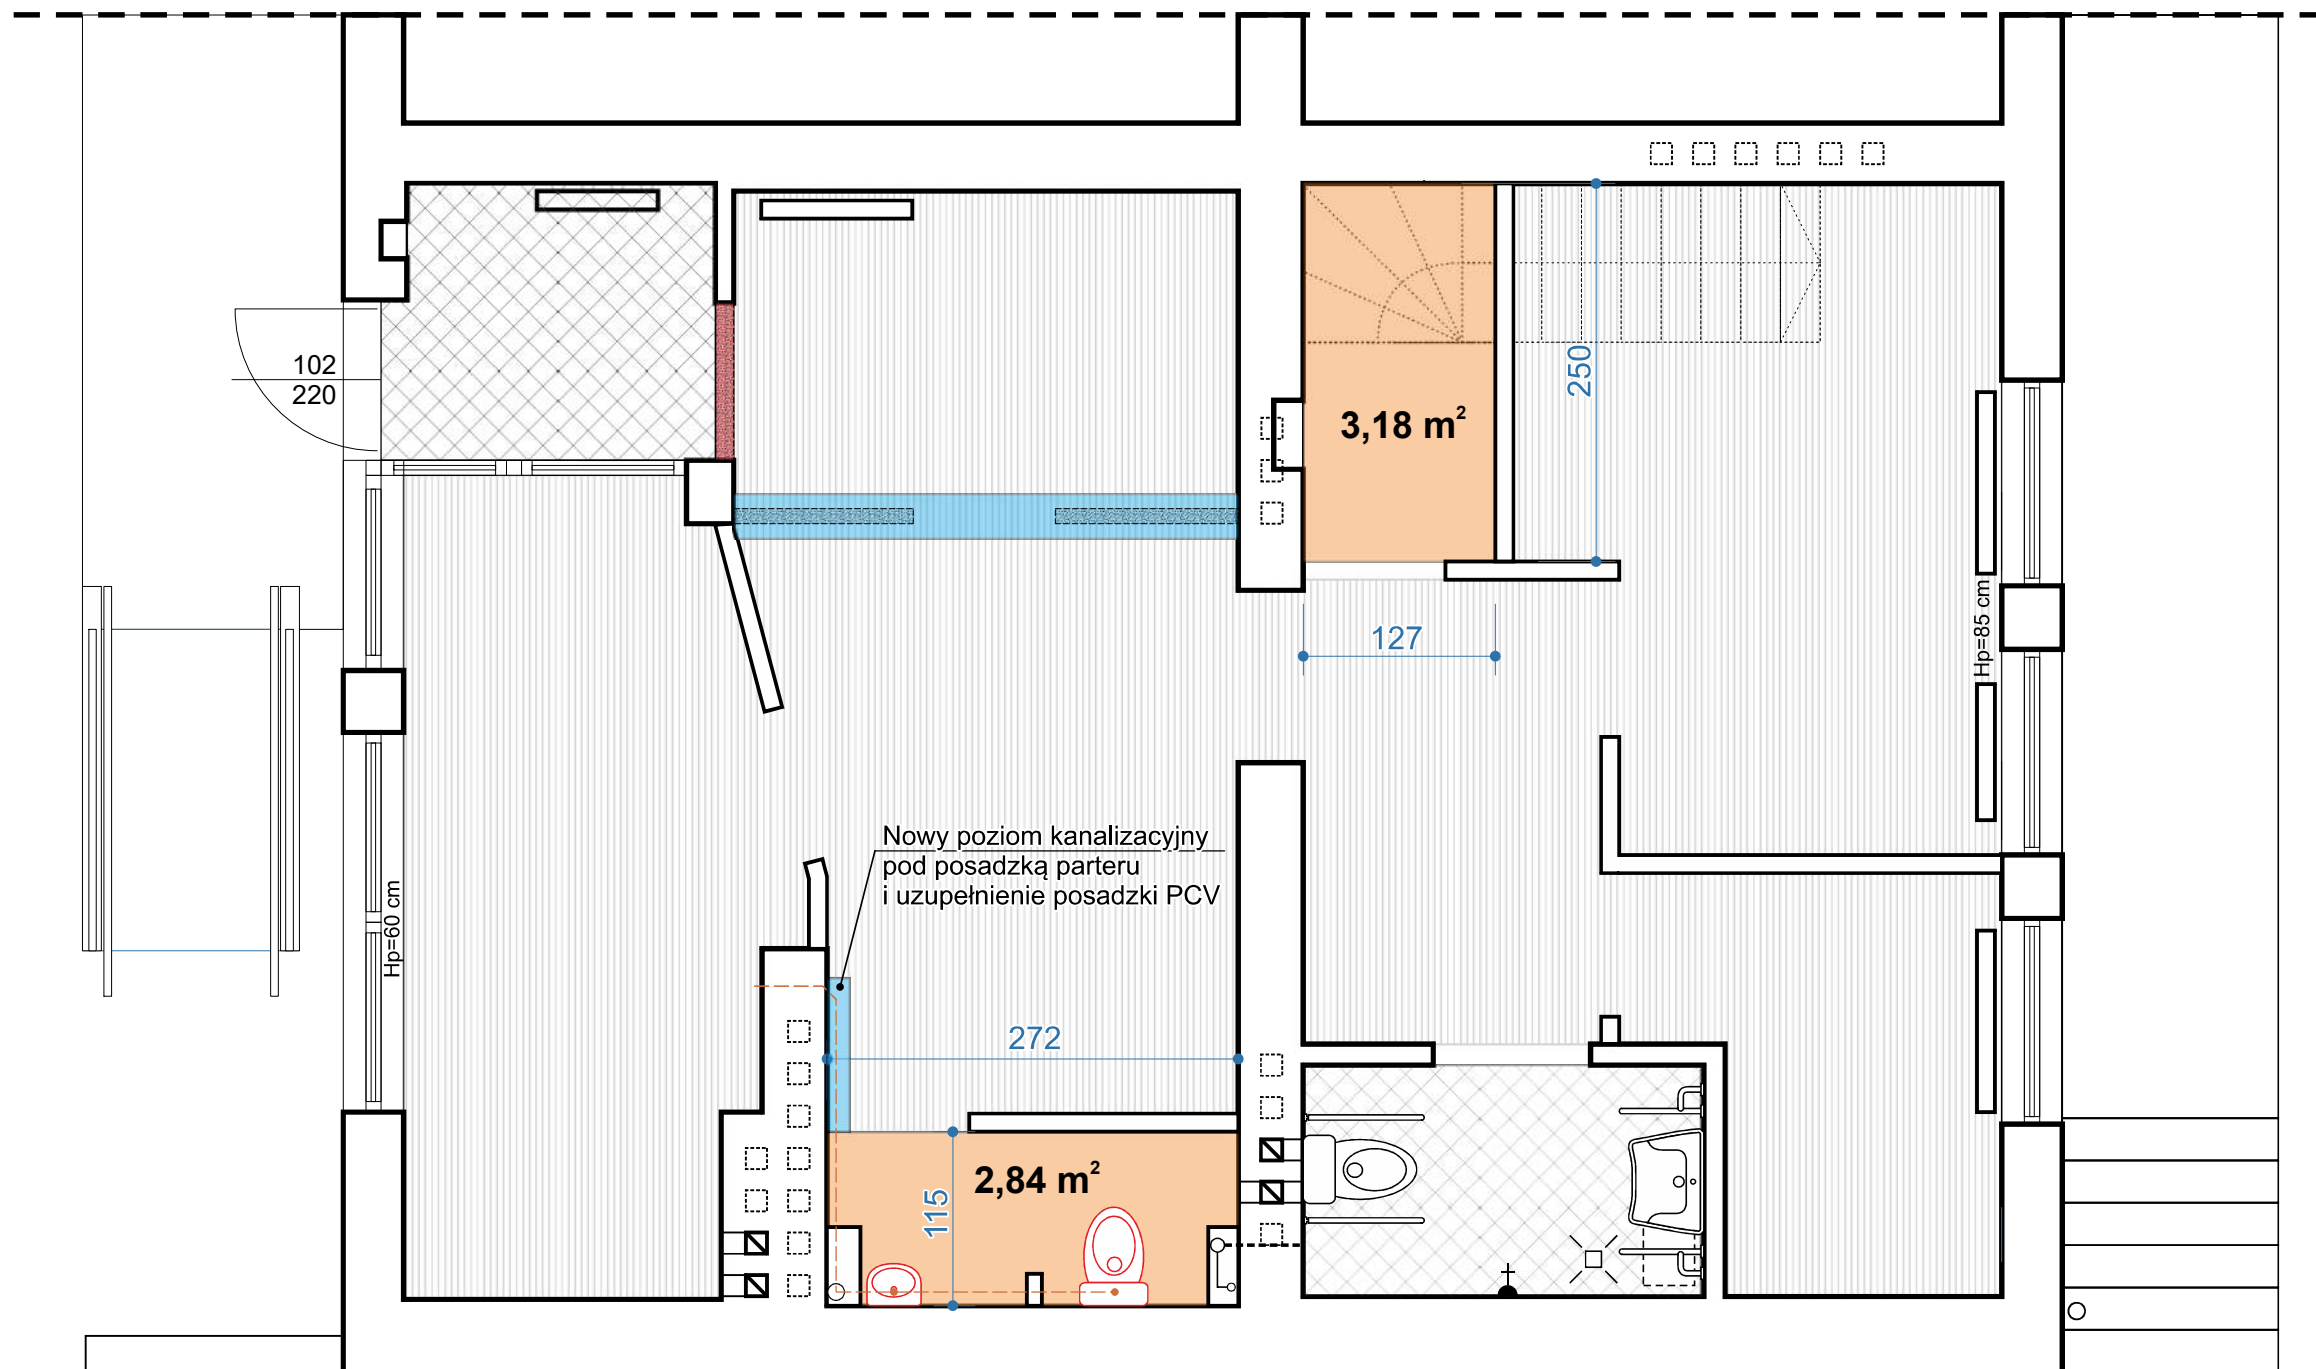 102
220
250
3,18 m²
127
Hp=85 cm
Nowy poziom kanalizacyjny
pod posadzką parteru
i uzupełnienie posadzki PCV
Hp=60 cm
272
2,84 m²
115